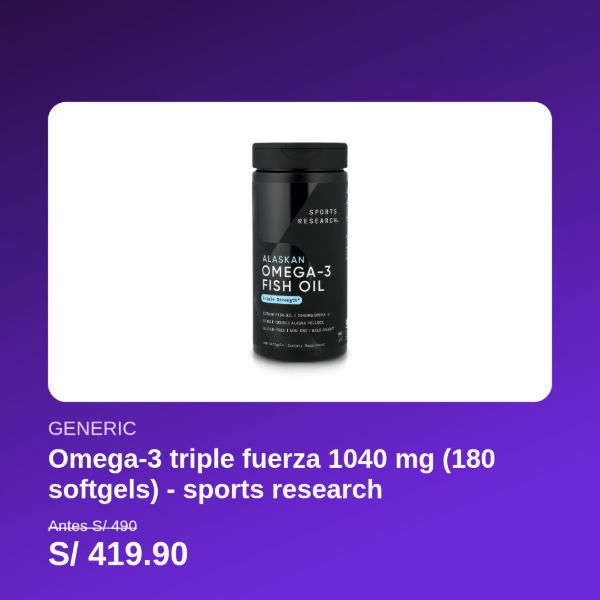 SPORTS
RESEARCH
ALASKAN
OMEGA-3
FISH OIL
Triple Strength*
GENERIC
Omega-3 triple fuerza 1040 mg (180
softgels) - sports research
Antes S/ 490
S/ 419.90